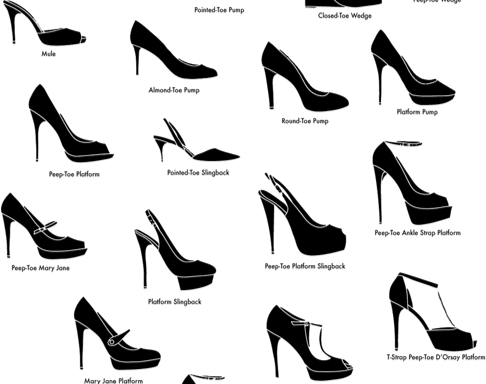 Pointed-Toe Pump
Closed-Toe Wedge
Peep-Toe Wedge
Mule
Almond-Toe Pump
Round-Toe Pump
Platform Pump
Peep-Toe Platform
Pointed-Toe Slingback
Peep-Toe Ankle Strap Platform
Peep-Toe Mary Jane
Peep-Toe Platform Slingback
Platform Slingback
T-Strap Peep-Toe D'Orsay Platform
Mary Jane Platform